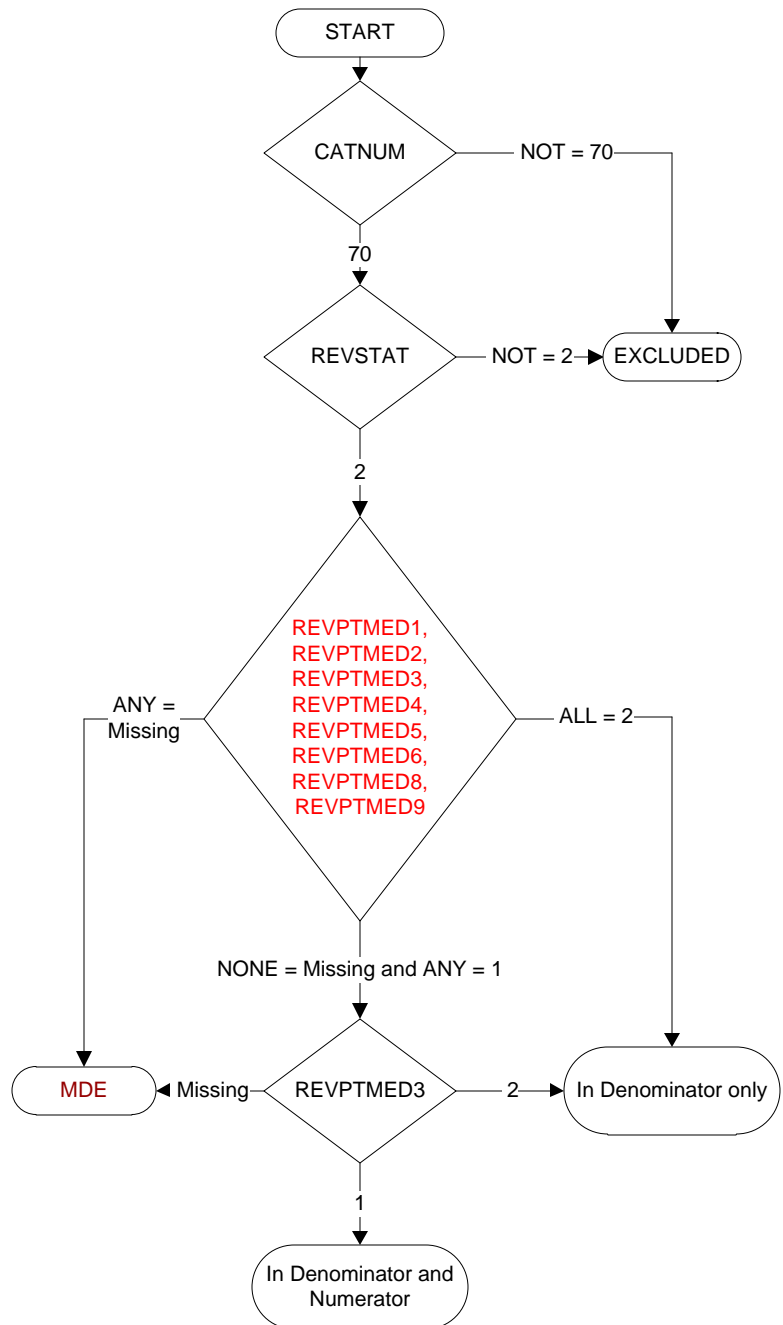 START
CATNUM
NOT = 70
70
REVSTAT
NOT = 2
EXCLUDED
2
REVPTMED1,
REVPTMED2,
REVPTMED3,
REVPTMED4,
REVPTMED5,
REVPTMED6,
REVPTMED8,
REVPTMED9
ANY =
Missing
ALL = 2
NONE = Missing and ANY = 1
MDE
Missing
REVPTMED3
2
In Denominator only
1
In Denominator and
Numerator